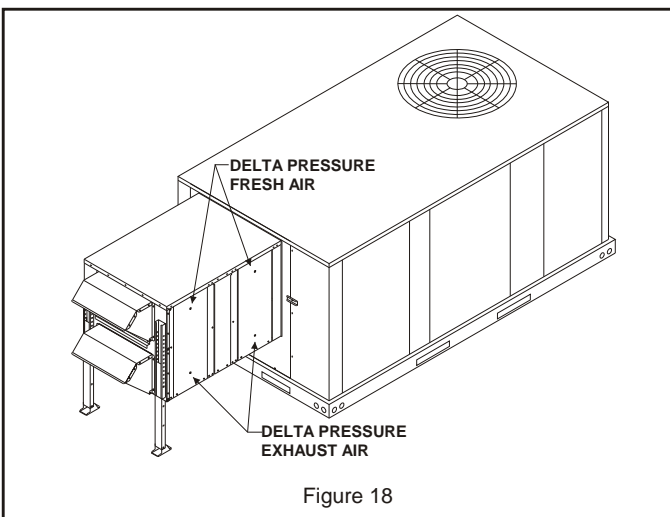 DELTA PRESSURE
FRESH AIR
DELTA PRESSURE
EXHAUST AIR
Figure 18